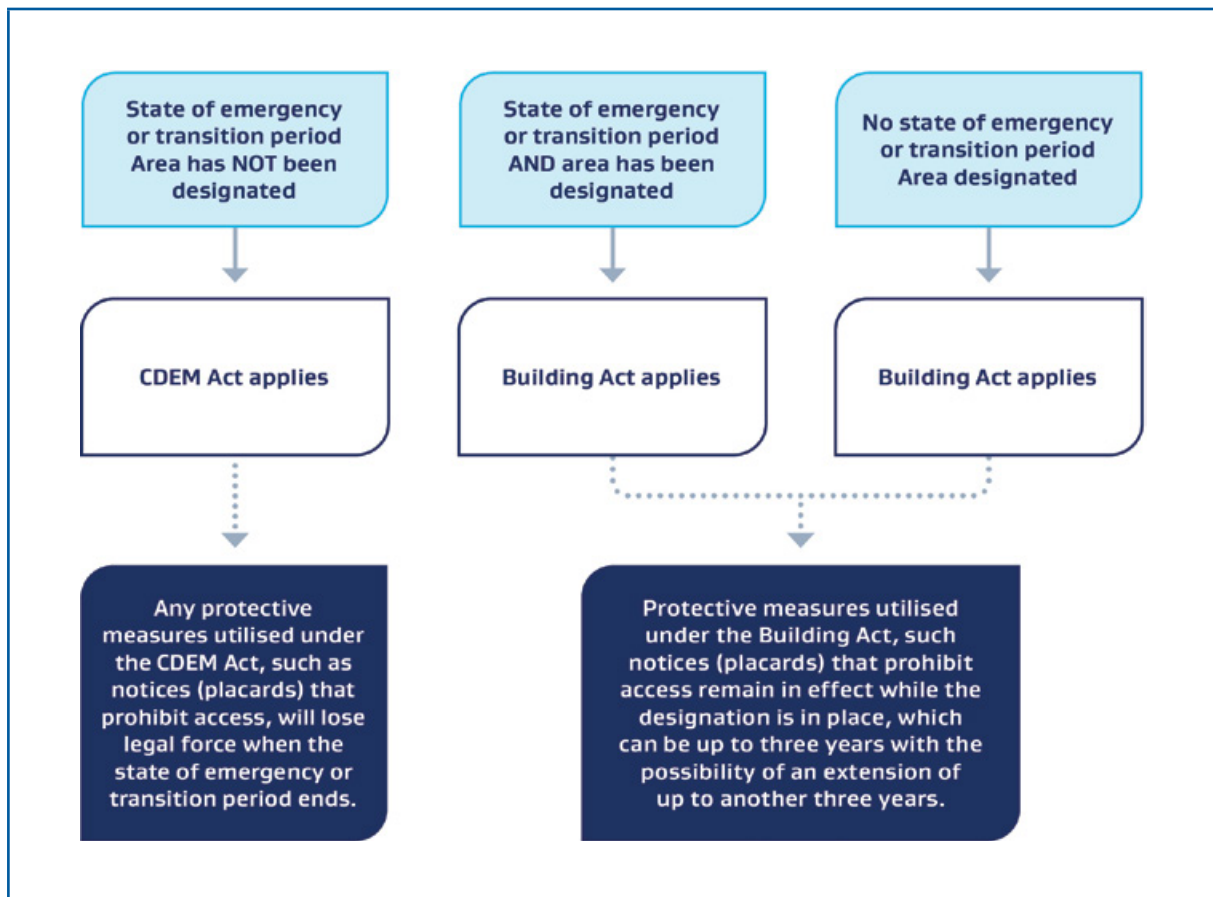 State of emergency
or transition period
Area has NOT been
designated
State of emergency
or transition period
AND area has been
designated
No state of emergency
or transition period
Area designated
CDEM Act applies
Building Act applies
Building Act applies
Any protective
measures utilised under
the CDEM Act, such as
notices (placards) that
prohibit access, will lose
legal force when the
state of emergency or
transition period ends.
Protective measures utilised
under the Building Act, such
notices (placards) that prohibit
access remain in effect while the
designation is in place, which
can be up to three years with the
possibility of an extension of
up to another three years.